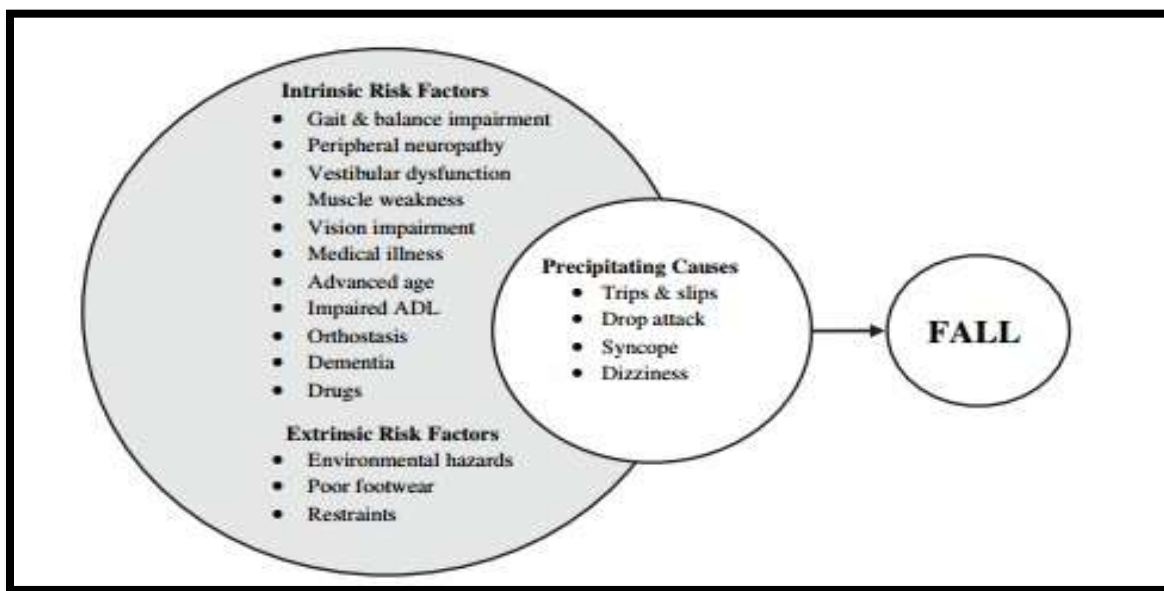 Intrinsic Risk Factors
• Gait & balance impairment
• Peripheral neuropathy
• Vestibular dysfunction
• Muscle weakness
• Vision impairment
• Medical illness
• Advanced age
• Impaired ADL
• Orthostasis
• Dementia
• Drugs
Extrinsic Risk Factors
• Environmental hazards
• Poor footwear
• Restraints
Precipitating Causes
• Trips & slips
• Drop attack
• Syncope
• Dizziness
FALL